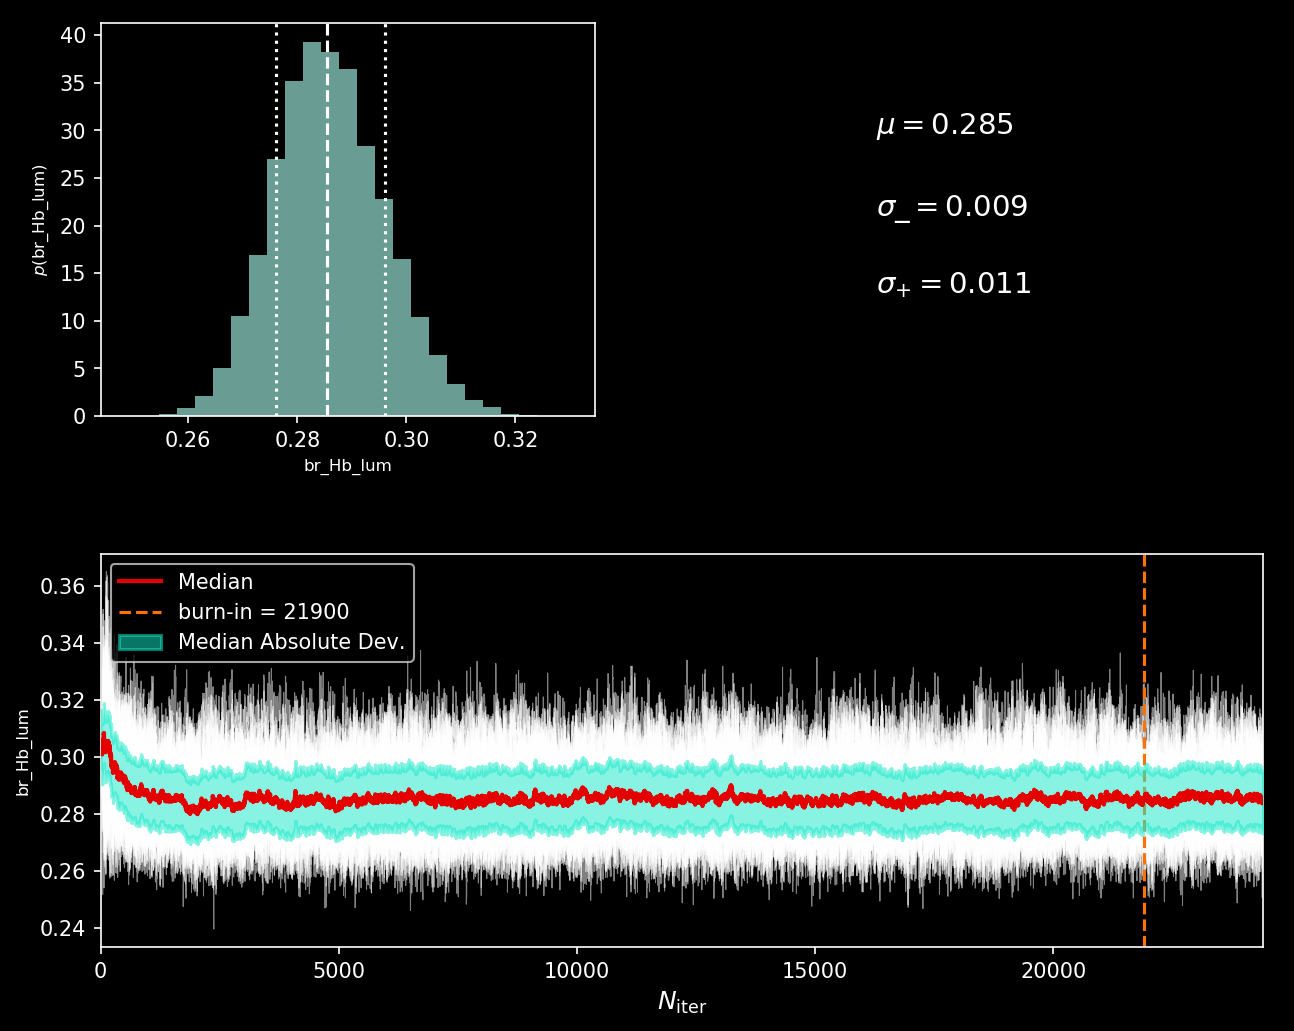 40
35
30
25
20
15
10
5
0
p(br_Hb_lum)
0.26 0.28 0.30 0.32
br_Hb_lum
μ = 0.285
σ_ = 0.009
σ+ = 0.011
Median
burn-in = 21900
Median Absolute Dev.
0.36
0.34
0.32
0.30
0.28
0.26
0.24
br_Hb_lum
0 5000 10000 15000 20000
Niter